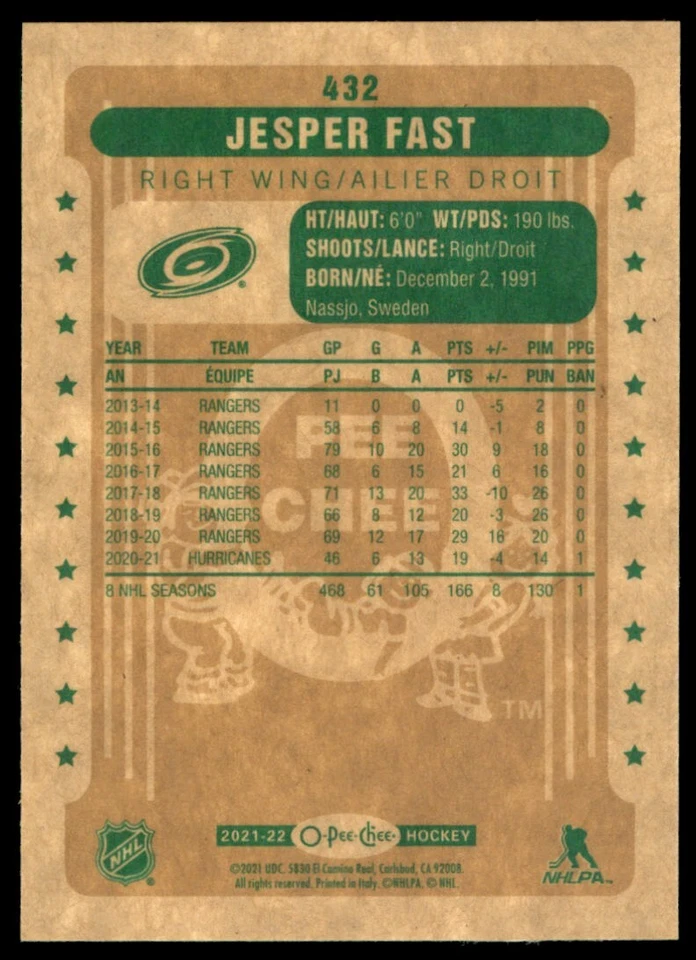 432
JESPER FAST
RIGHT WING/AILIER DROIT
HT/HAUT: 6'0" WT/PDS: 190 lbs.
SHOOTS/LANCE: Right/Droit
BORN/NÉ: December 2, 1991
Nassjo, Sweden
YEAR TEAM GP G A PTS +/- PIM PPG
AN ÉQUIPE PJ B A PTS +/- PUN BAN
2013-14 RANGERS 11 0 0 0 -5 2 0
2014-15 RANGERS 58 6 8 14 -1 8 0
2015-16 RANGERS 79 10 20 30 9 18 0
2016-17 RANGERS 68 6 15 21 6 16 0
2017-18 RANGERS 71 13 20 33 -10 26 0
2018-19 RANGERS 66 8 12 20 -3 26 0
2019-20 RANGERS 69 12 17 29 16 20 0
2020-21 HURRICANES 46 6 13 19 -4 14 1
8 NHL SEASONS 468 61 105 166 8 130 1
PEE
CHEE
TM
NHL ®
2021-22 O-Pee-Chee HOCKEY
©2021 UDC. 5830 El Camino Real, Carlsbad, CA 92008.
All rights reserved. Printed in Italy. ©NHLPA. © NHL.
NHLPA™